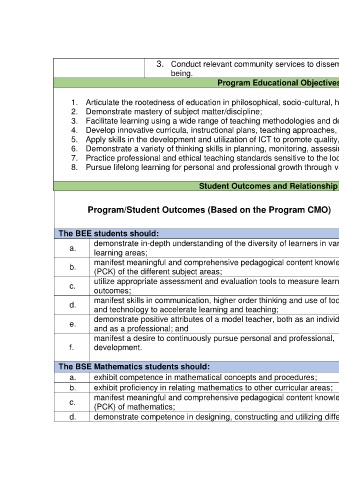 3. Conduct relevant community services to dissem
being.
Program Educational Objectives
1. Articulate the rootedness of education in philosophical, socio-cultural, h
2. Demonstrate mastery of subject matter/discipline;
3. Facilitate learning using a wide range of teaching methodologies and de
4. Develop innovative curricula, instructional plans, teaching approaches,
5. Apply skills in the development and utilization of ICT to promote quality,
6. Demonstrate a variety of thinking skills in planning, monitoring, assessi
7. Practice professional and ethical teaching standards sensitive to the loc
8. Pursue lifelong learning for personal and professional growth through v
Student Outcomes and Relationship
Program/Student Outcomes (Based on the Program CMO)
The BEE students should:
a. demonstrate in-depth understanding of the diversity of learners in var
learning areas;
b. manifest meaningful and comprehensive pedagogical content knowle
(PCK) of the different subject areas;
c. utilize appropriate assessment and evaluation tools to measure learn
outcomes;
d. manifest skills in communication, higher order thinking and use of too
and technology to accelerate learning and teaching;
e. demonstrate positive attributes of a model teacher, both as an individ
and as a professional; and
f. manifest a desire to continuously pursue personal and professional,
development.
The BSE Mathematics students should:
a. exhibit competence in mathematical concepts and procedures;
b. exhibit proficiency in relating mathematics to other curricular areas;
c. manifest meaningful and comprehensive pedagogical content knowle
(PCK) of mathematics;
d. demonstrate competence in designing, constructing and utilizing diffe